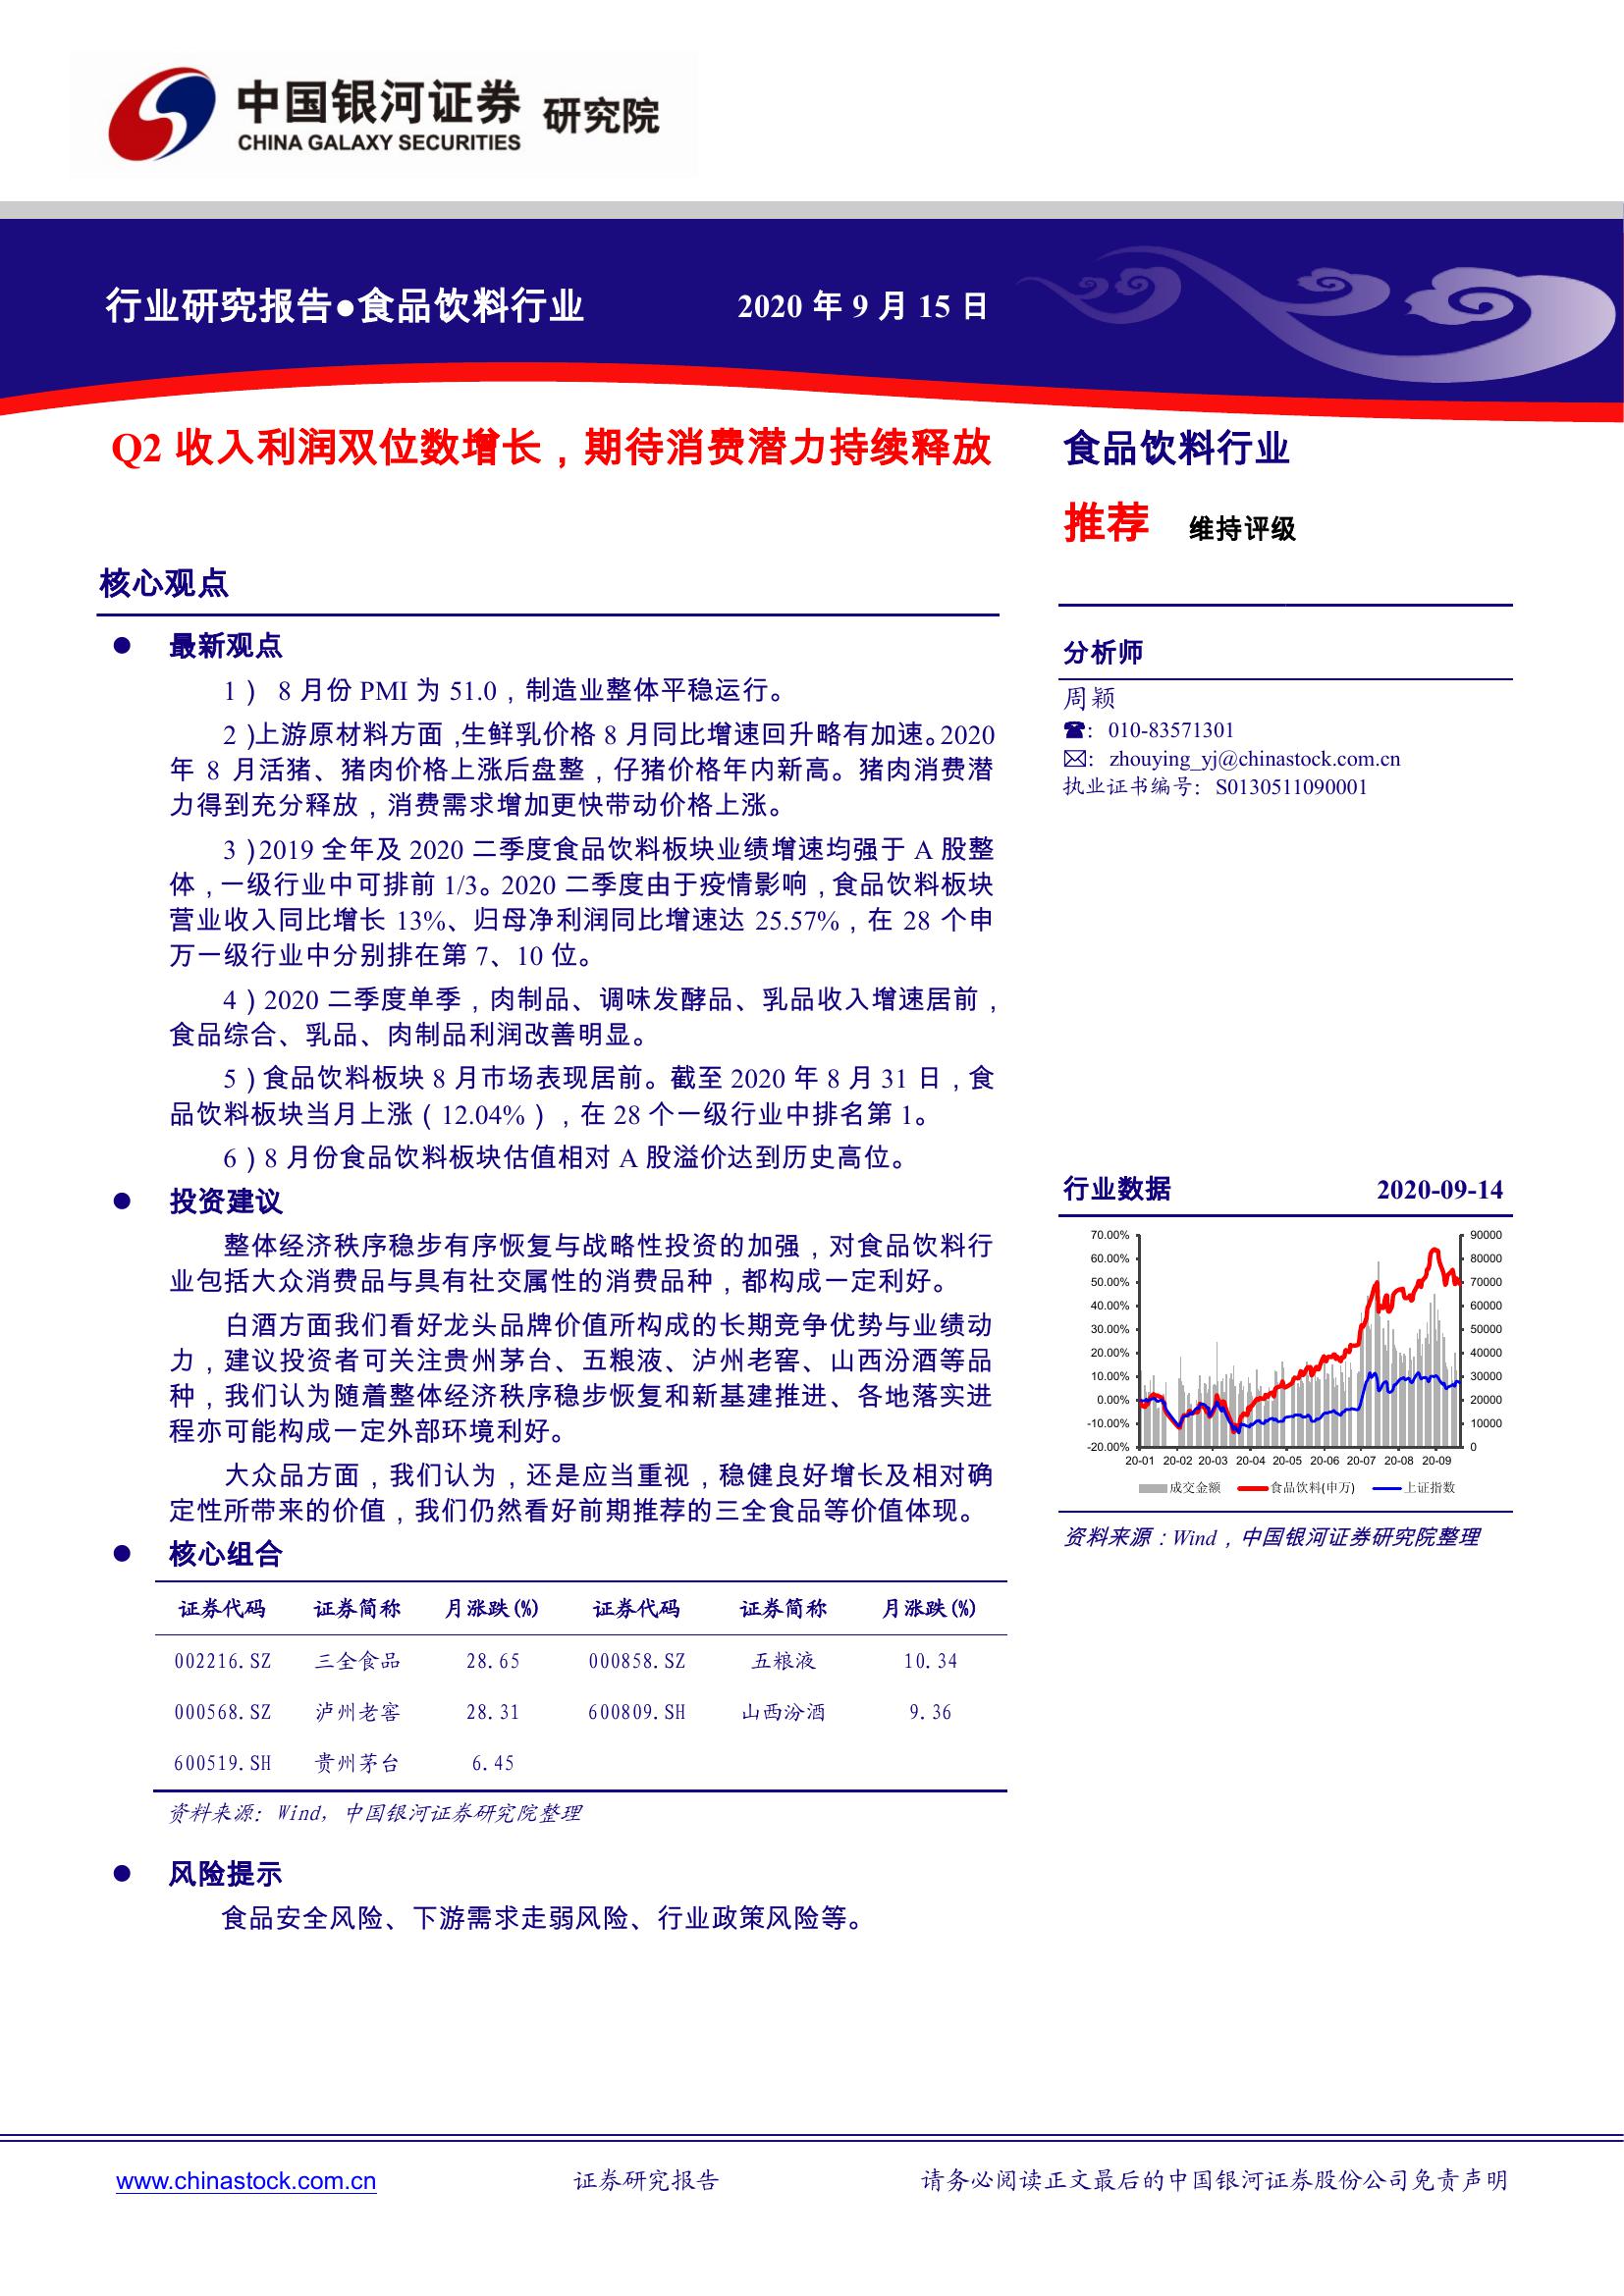 中国银河证券 研究院
CHINA GALAXY SECURITIES
行业研究报告●食品饮料行业 2020 年 9 月 15 日
Q2 收入利润双位数增长，期待消费潜力持续释放
核心观点
● 最新观点
1） 8 月份 PMI 为 51.0，制造业整体平稳运行。
2）上游原材料方面，生鲜乳价格 8 月同比增速回升略有加速。2020
年 8 月活猪、猪肉价格上涨后盘整，仔猪价格年内新高。猪肉消费潜
力得到充分释放，消费需求增加更快带动价格上涨。
3）2019 全年及 2020 二季度食品饮料板块业绩增速均强于 A 股整
体，一级行业中可排前 1/3。2020 二季度由于疫情影响，食品饮料板块
营业收入同比增长 13%、归母净利润同比增速达 25.57%，在 28 个申
万一级行业中分别排在第 7、10 位。
4）2020 二季度单季，肉制品、调味发酵品、乳品收入增速居前，
食品综合、乳品、肉制品利润改善明显。
5）食品饮料板块 8 月市场表现居前。截至 2020 年 8 月 31 日，食
品饮料板块当月上涨（12.04%），在 28 个一级行业中排名第 1。
6）8 月份食品饮料板块估值相对 A 股溢价达到历史高位。
● 投资建议
整体经济秩序稳步有序恢复与战略性投资的加强，对食品饮料行
业包括大众消费品与具有社交属性的消费品种，都构成一定利好。
白酒方面我们看好龙头品牌价值所构成的长期竞争优势与业绩动
力，建议投资者可关注贵州茅台、五粮液、泸州老窖、山西汾酒等品
种，我们认为随着整体经济秩序稳步恢复和新基建推进、各地落实进
程亦可能构成一定外部环境利好。
大众品方面，我们认为，还是应当重视，稳健良好增长及相对确
定性所带来的价值，我们仍然看好前期推荐的三全食品等价值体现。
● 核心组合
证券代码 证券简称 月涨跌(%) 证券代码 证券简称 月涨跌(%)
002216.SZ 三全食品 28.65 000858.SZ 五粮液 10.34
000568.SZ 泸州老窖 28.31 600809.SH 山西汾酒 9.36
600519.SH 贵州茅台 6.45
资料来源：Wind，中国银河证券研究院整理
● 风险提示
食品安全风险、下游需求走弱风险、行业政策风险等。
食品饮料行业
推荐 维持评级
分析师
周颖
☎：010-83571301
✉：zhouying_yj@chinastock.com.cn
执业证书编号：S0130511090001
行业数据 2020-09-14
70.00% 90000
60.00% 80000
50.00% 70000
40.00% 60000
30.00% 50000
20.00% 40000
10.00% 30000
0.00% 20000
-10.00% 10000
-20.00% 0
20-01 20-02 20-03 20-04 20-05 20-06 20-07 20-08 20-09
成交金额 食品饮料(申万) 上证指数
资料来源：Wind，中国银河证券研究院整理
www.chinastock.com.cn 证券研究报告 请务必阅读正文最后的中国银河证券股份公司免责声明